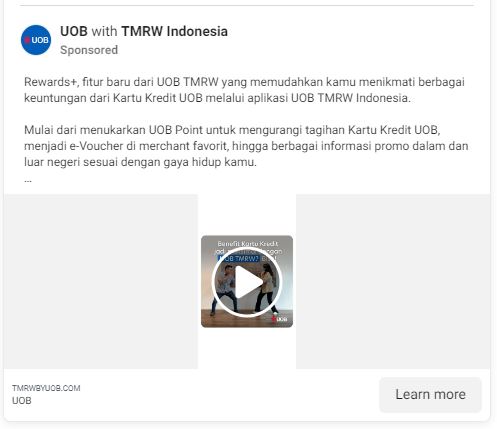 UOB
UOB with TMRW Indonesia
Sponsored
Rewards+, fitur baru dari UOB TMRW yang memudahkan kamu menikmati berbagai
keuntungan dari Kartu Kredit UOB melalui aplikasi UOB TMRW Indonesia.
Mulai dari menukarkan UOB Point untuk mengurangi tagihan Kartu Kredit UOB,
menjadi e-Voucher di merchant favorit, hingga berbagai informasi promo dalam dan
luar negeri sesuai dengan gaya hidup kamu.
...
Benefit Kartu Kredit
UOB TMRW?
UOB
TMRWBYUOB.COM
UOB
Learn more